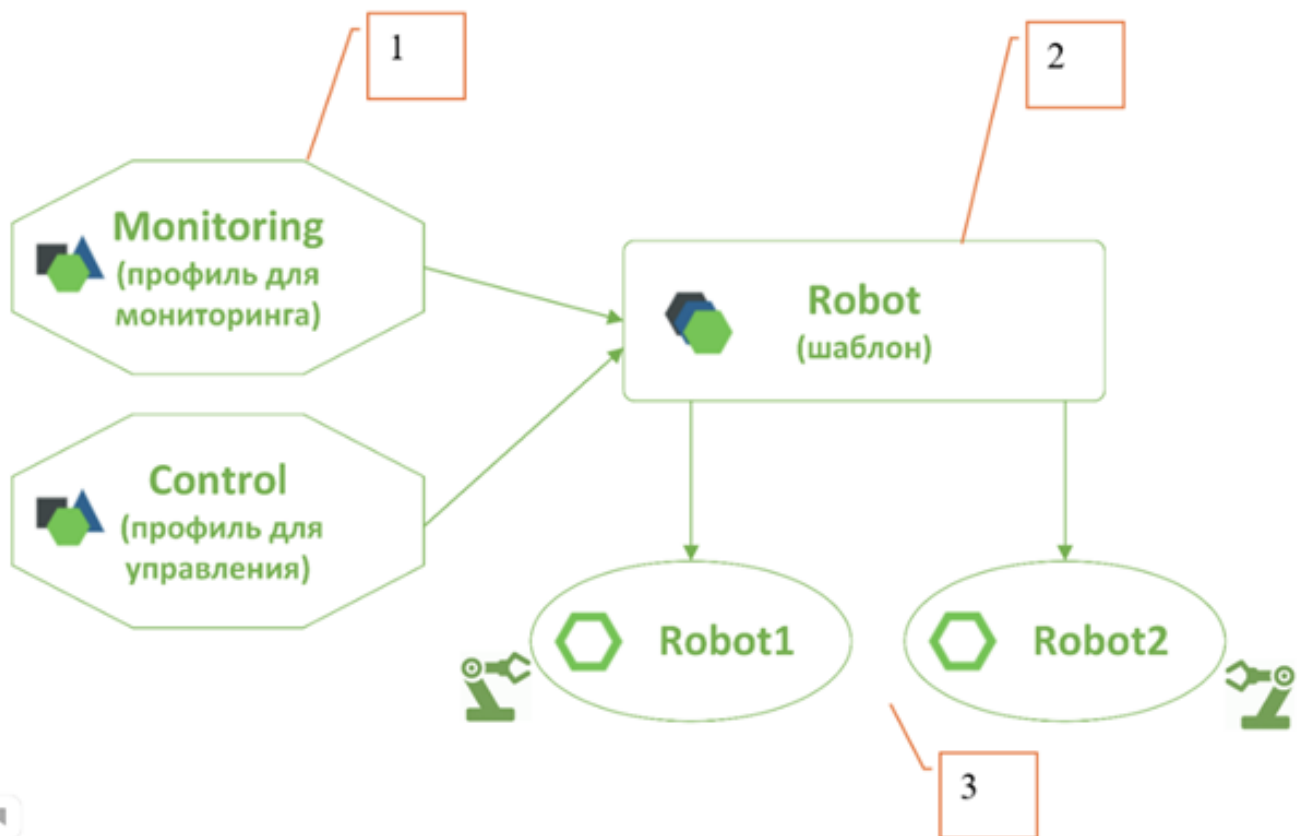 1
2
Monitoring
(профиль для
мониторинга)
Robot
(шаблон)
Control
(профиль для
управления)
Robot1
Robot2
3